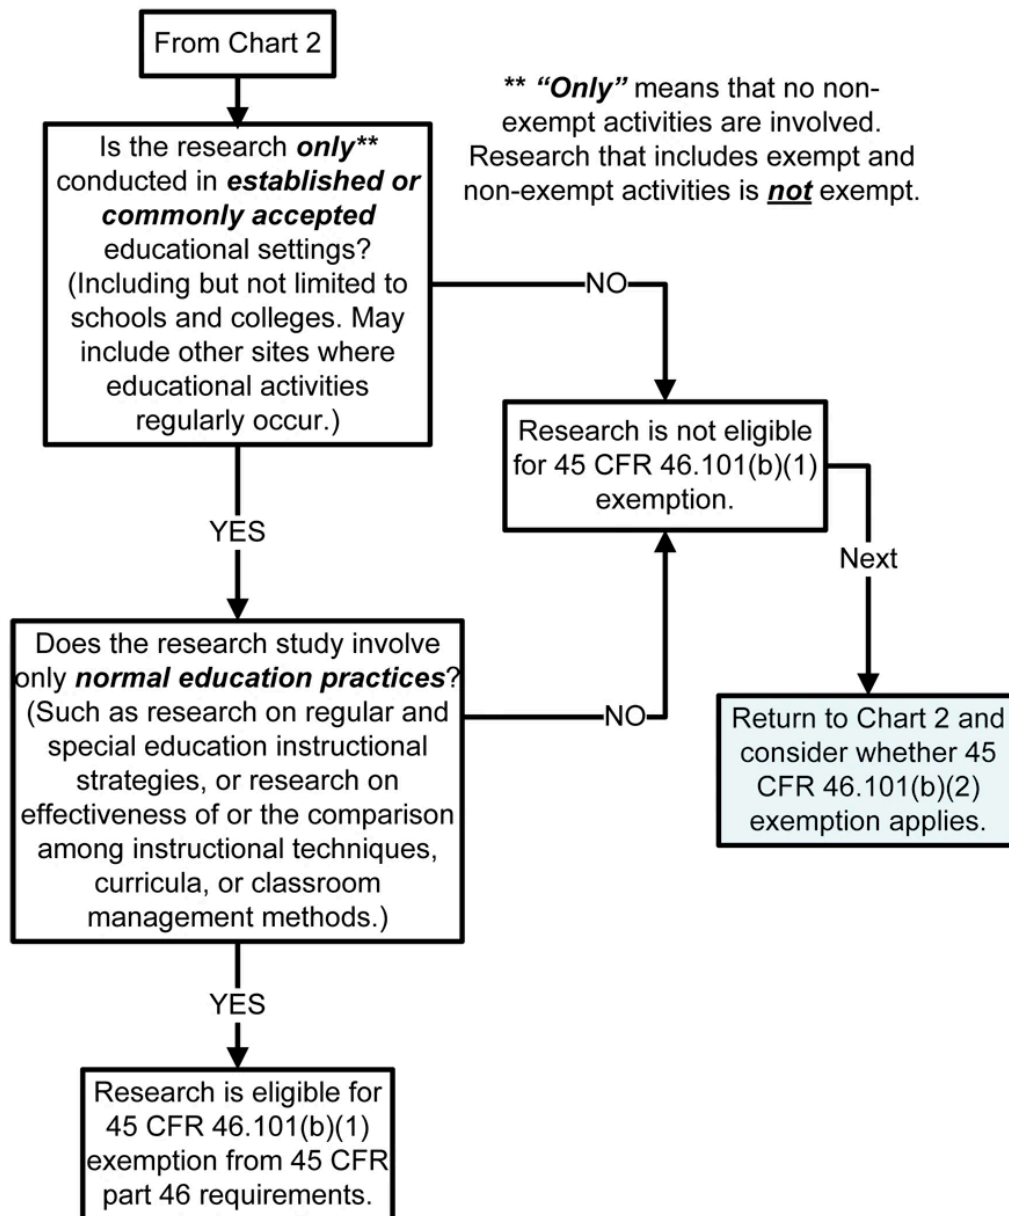 From Chart 2
** “Only” means that no non-
exempt activities are involved.
Research that includes exempt and
non-exempt activities is not exempt.
Is the research only**
conducted in established or
commonly accepted
educational settings?
(Including but not limited to
schools and colleges. May
include other sites where
educational activities
regularly occur.)
NO
Research is not eligible
for 45 CFR 46.101(b)(1)
exemption.
YES
Next
Does the research study involve
only normal education practices?
(Such as research on regular and
special education instructional
strategies, or research on
effectiveness of or the comparison
among instructional techniques,
curricula, or classroom
management methods.)
NO
Return to Chart 2 and
consider whether 45
CFR 46.101(b)(2)
exemption applies.
YES
Research is eligible for
45 CFR 46.101(b)(1)
exemption from 45 CFR
part 46 requirements.